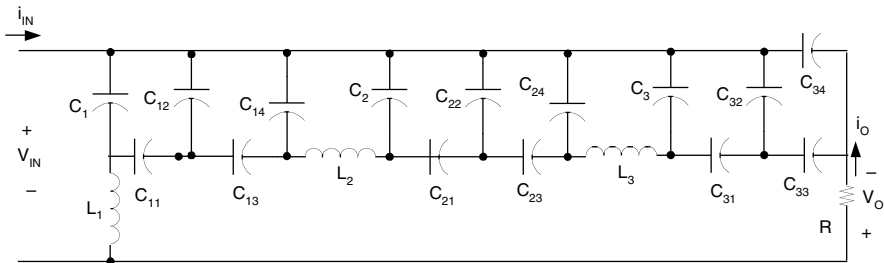 i_IN
C_34
C_1
C_12
C_14
C_2
C_22
C_24
C_3
C_32
i_O
+
V_IN
–
C_11
C_13
L_2
C_21
C_23
L_3
C_31
C_33
–
V_O
+
L_1
R